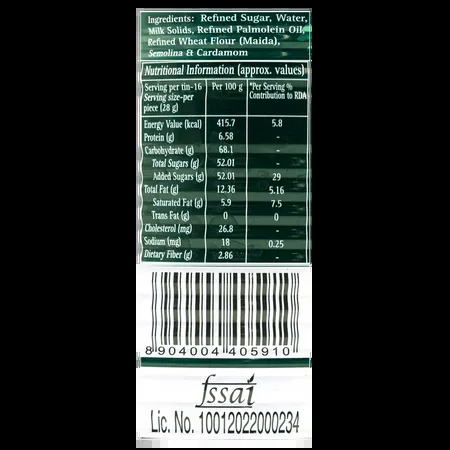 Ingredients: Refined Sugar, Water,
Milk Solids, Refined Palmolein Oil,
Refined Wheat Flour (Maida),
Semolina & Cardamom
Nutritional Information (approx. values)
Serving per tin-16 Serving size-per piece (28 g) Per 100 g *Per Serving % Contribution to RDA
Energy Value (kcal) 415.7 5.8
Protein (g) 6.58 -
Carbohydrate (g) 68.1 -
Total Sugars (g) 52.01 -
Added Sugars (g) 52.01 29
Total Fat (g) 12.36 5.16
Saturated Fat (g) 5.9 7.5
Trans Fat (g) 0 0
Cholesterol (mg) 26.8 -
Sodium (mg) 18 0.25
Dietary Fiber (g) 2.86 -
8 904004 405910
fssai
Lic. No. 10012022000234